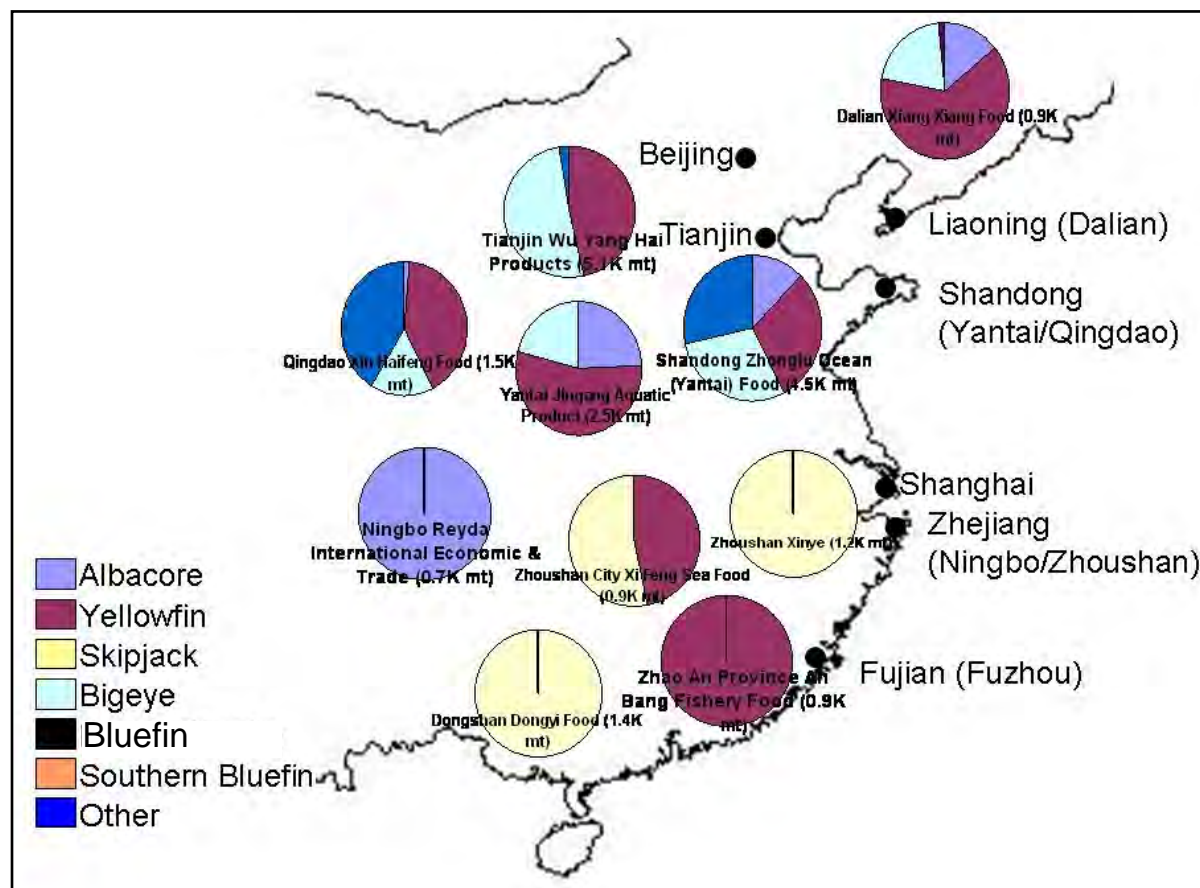 Dalian Xiang Xiang Food (0.9K
mt)
Beijing
Tianjin Wu Yang Hai
Products (5.1K mt)
Tianjin
Liaoning (Dalian)
Shandong
(Yantai/Qingdao)
Qingdao Xin Haifeng Food (1.5K
mt)
Yantai Jingang Aquatic
Product (2.5K mt)
Shandong Zhonglu Ocean
(Yantai) Food (4.5K mt)
Shanghai
Zhejiang
(Ningbo/Zhoushan)
Ningbo Reyda
International Economic &
Trade (0.7K mt)
Zhoushan City Xi Feng Sea Food
(0.9K mt)
Zhoushan Xinye (1.2K mt)
Fujian (Fuzhou)
Zhao An Province An
Bang Fishery Food (0.9K
mt)
Dongshan Dongyi Food (1.4K
mt)
Albacore
Yellowfin
Skipjack
Bigeye
Bluefin
Southern Bluefin
Other